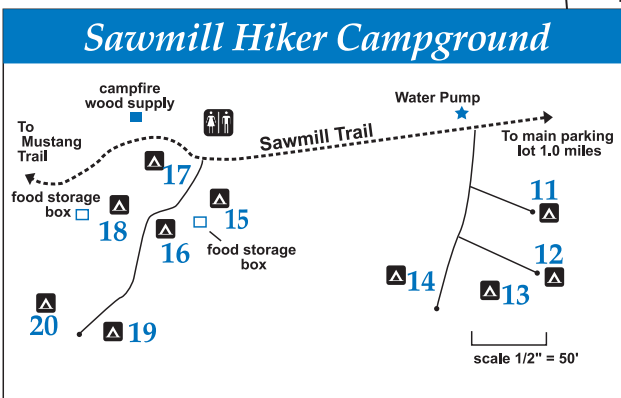 Sawmill Hiker Campground
campfire
wood supply
Water Pump
To
Mustang
Trail
Sawmill Trail
To main parking
lot 1.0 miles
17
food storage
box
18
15
16
food storage
box
11
12
14
13
20
19
scale 1/2" = 50'